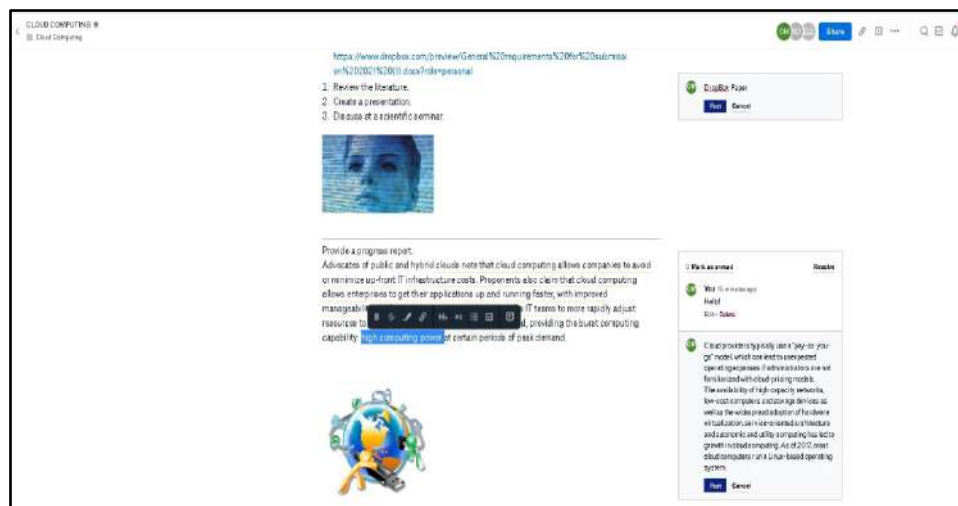 CLOUD COMPUTING
Cloud Computing
Share
https://www.dropbox.com/preview/General%20requirements%20for%20submissi
on%202021%20(1).docx?role=personal
1. Review the literature.
2. Create a presentation.
3. Discuss at a scientific seminar.
DropBox Paper
Post Cancel
Provide a progress report.
Advocates of public and hybrid clouds note that cloud computing allows companies to avoid
or minimize up-front IT infrastructure costs. Proponents also claim that cloud computing
allows enterprises to get their applications up and running faster, with improved
IT teams to more rapidly adjust
resources to providing the burst computing
capability: high computing power at certain periods of peak demand.
Mark as unread Resolve
You 15 minutes ago
Hello!
Edit Delete
Cloud providers typically use a "pay-as-you-
go" model, which can lead to unexpected
operating expenses if administrators are not
familiarized with cloud-pricing models.
The availability of high-capacity networks,
low-cost computers and storage devices as
well as the widespread adoption of hardware
virtualization, service-oriented architecture
and autonomic and utility computing has led to
growth in cloud computing. As of 2017, most
cloud computers run a Linux-based operating
system.
Post Cancel